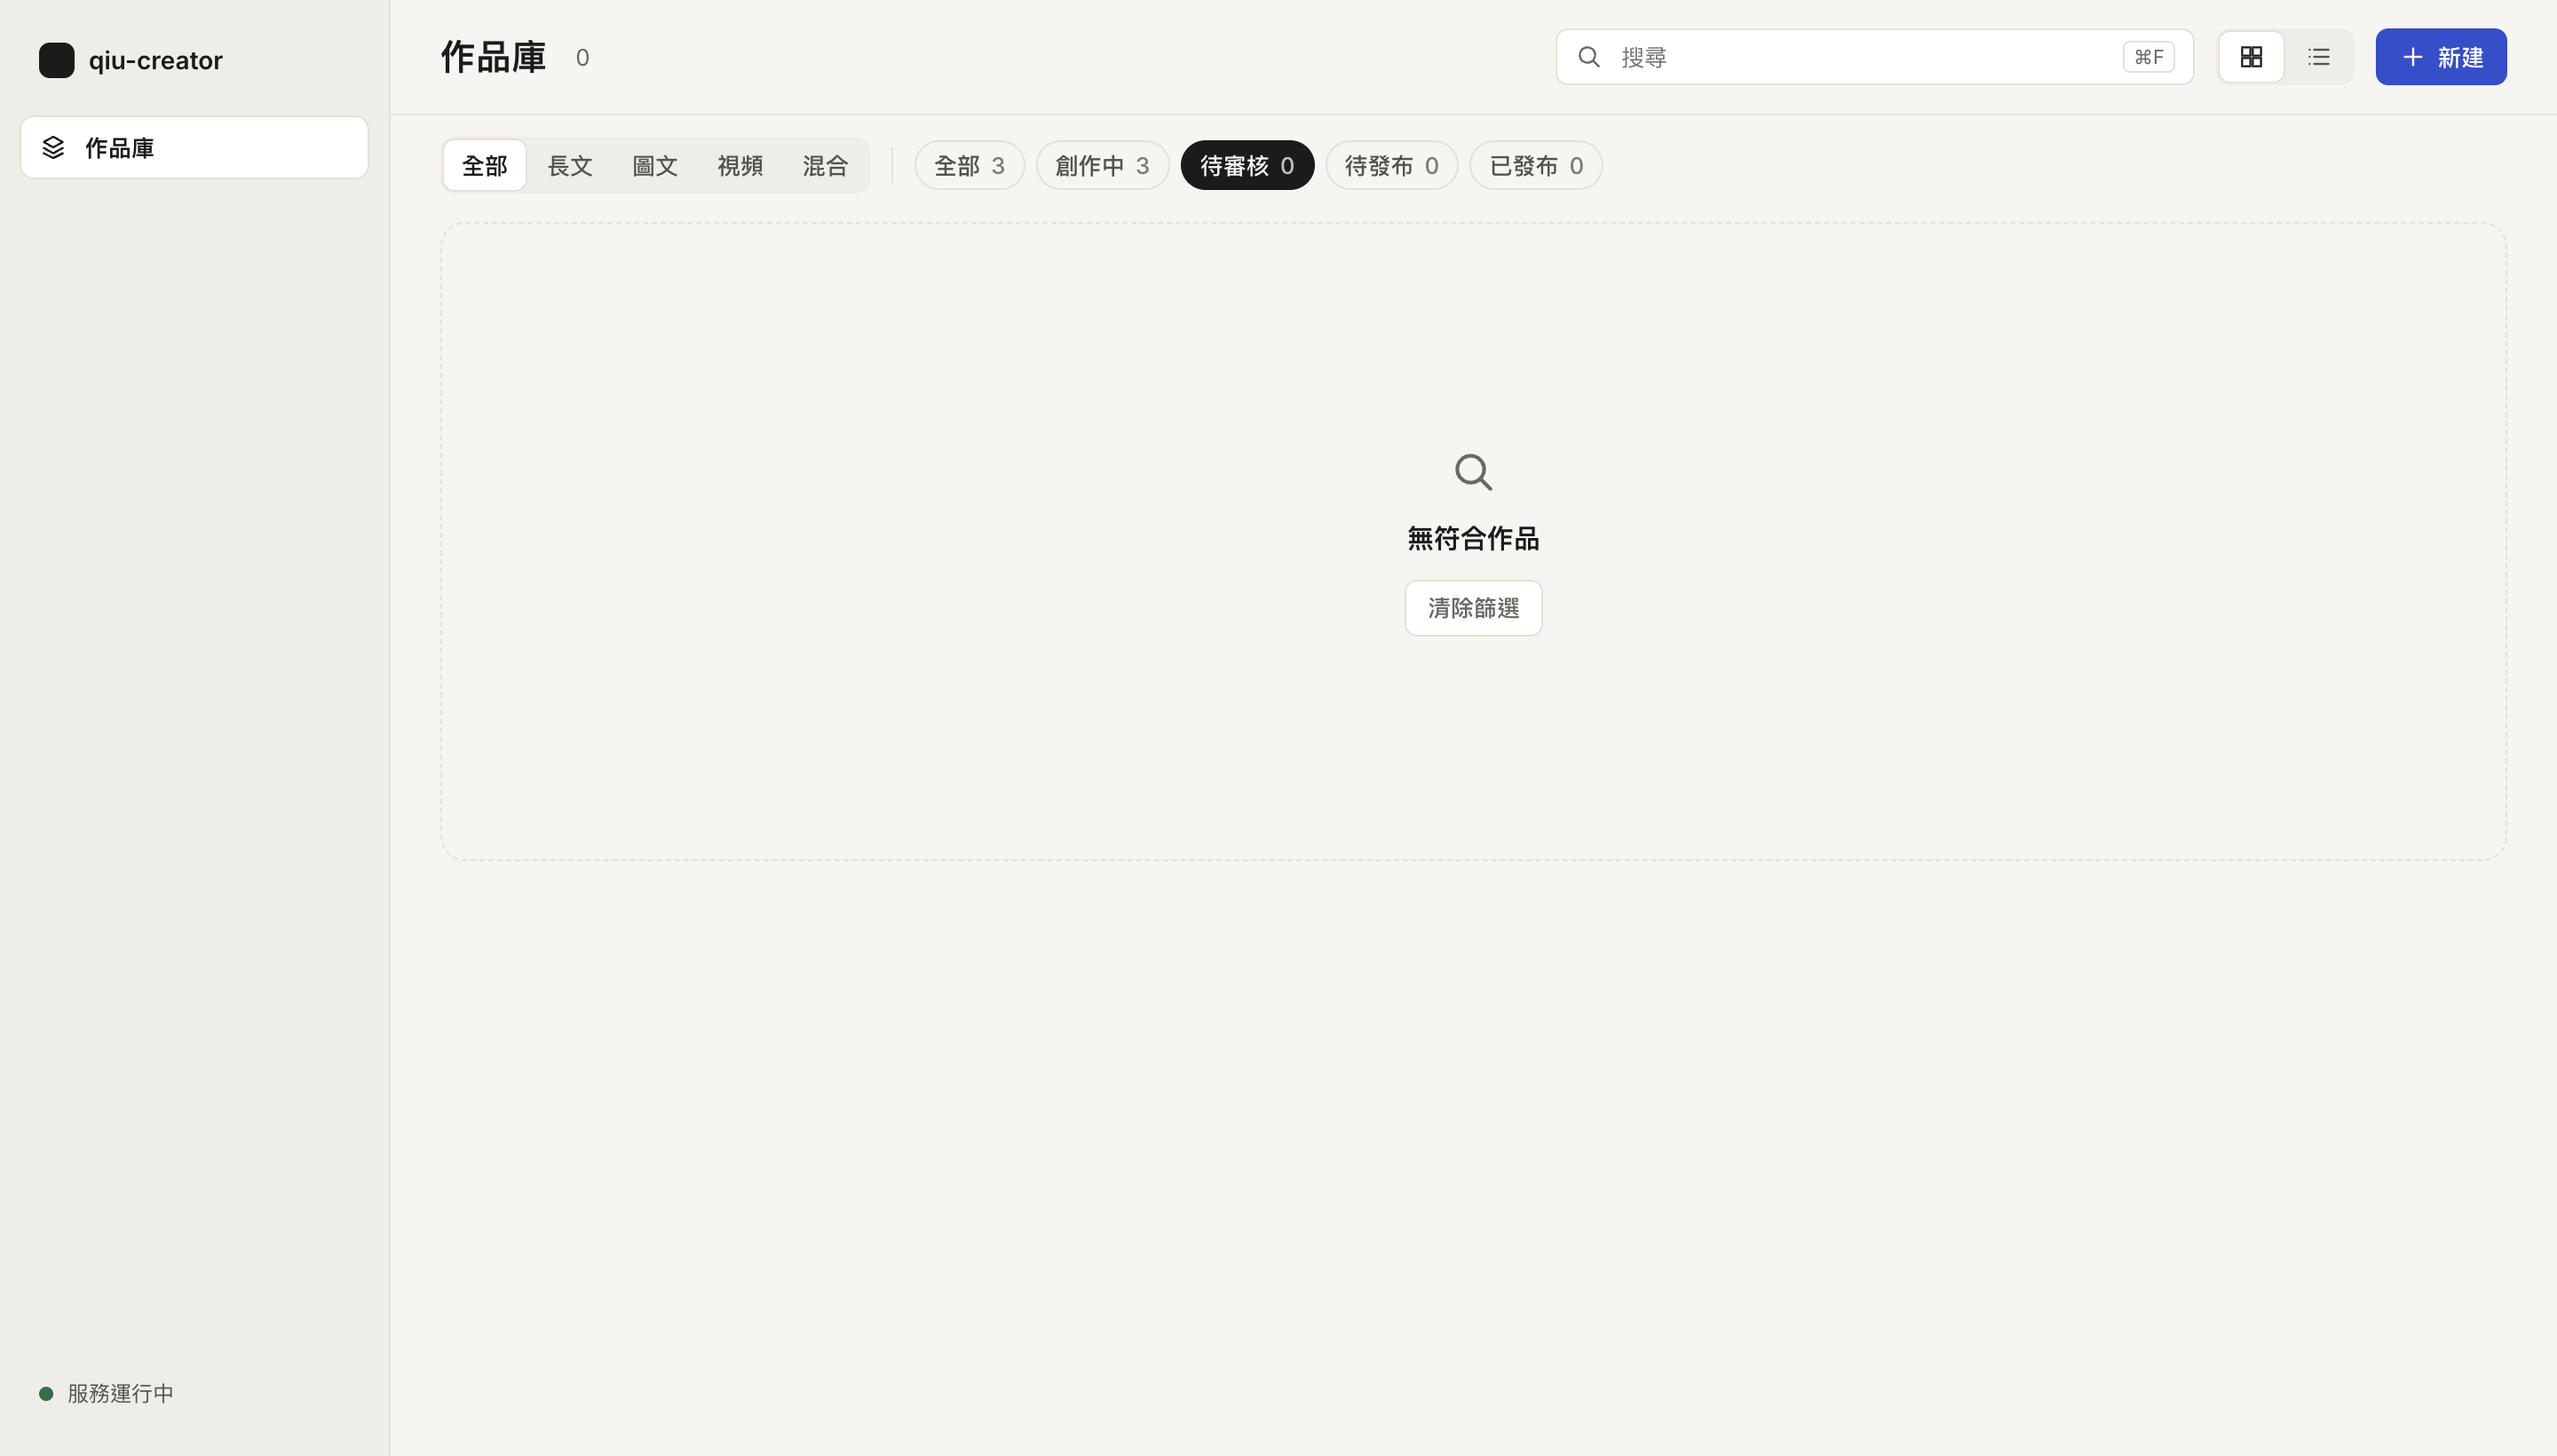 qiu-creator
作品庫
服務運行中
作品庫 0
搜尋 ⌘F
新建
全部 長文 圖文 視頻 混合
全部 3 創作中 3 待審核 0 待發布 0 已發布 0
無符合作品
清除篩選